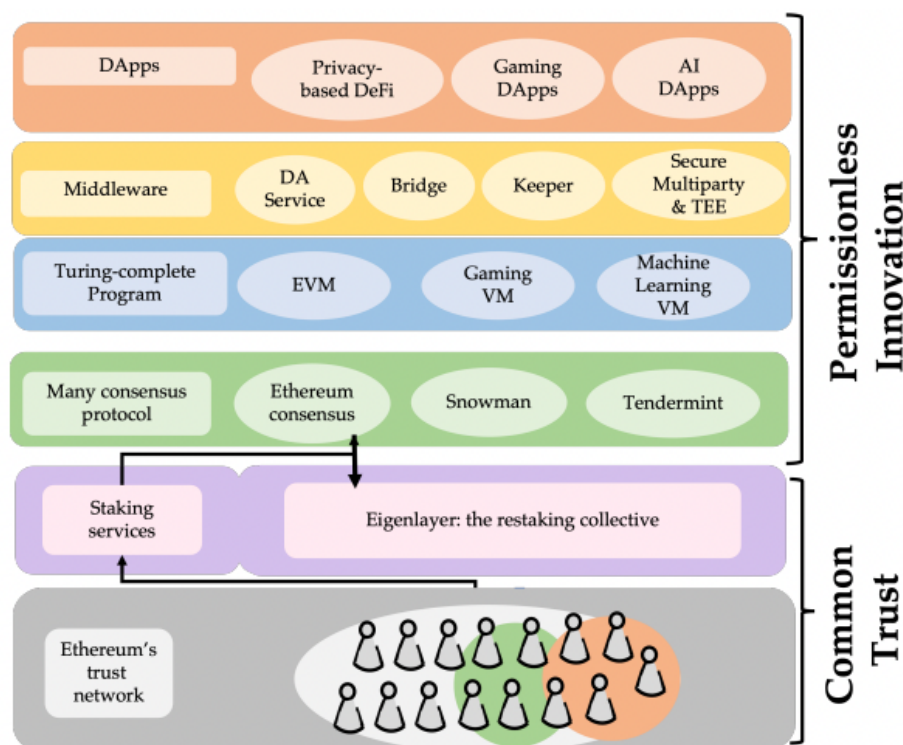 DApps
Privacy-
based DeFi
Gaming
DApps
AI
DApps
Middleware
DA
Service
Bridge
Keeper
Secure
Multiparty
& TEE
Turing-complete
Program
EVM
Gaming
VM
Machine
Learning
VM
Many consensus
protocol
Ethereum
consensus
Snowman
Tendermint
Permissionless
Innovation
Staking
services
Eigenlayer: the restaking collective
Ethereum's
trust
network
Common
Trust